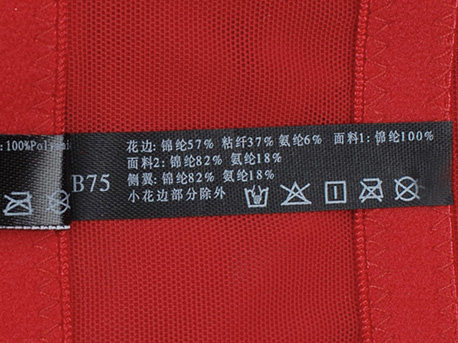 :100%Polyamide
B75
花边:锦纶57% 粘纤37% 氨纶6% 面料1:锦纶100%
面料2:锦纶82% 氨纶18%
侧翼:锦纶82% 氨纶18%
小花边部分除外